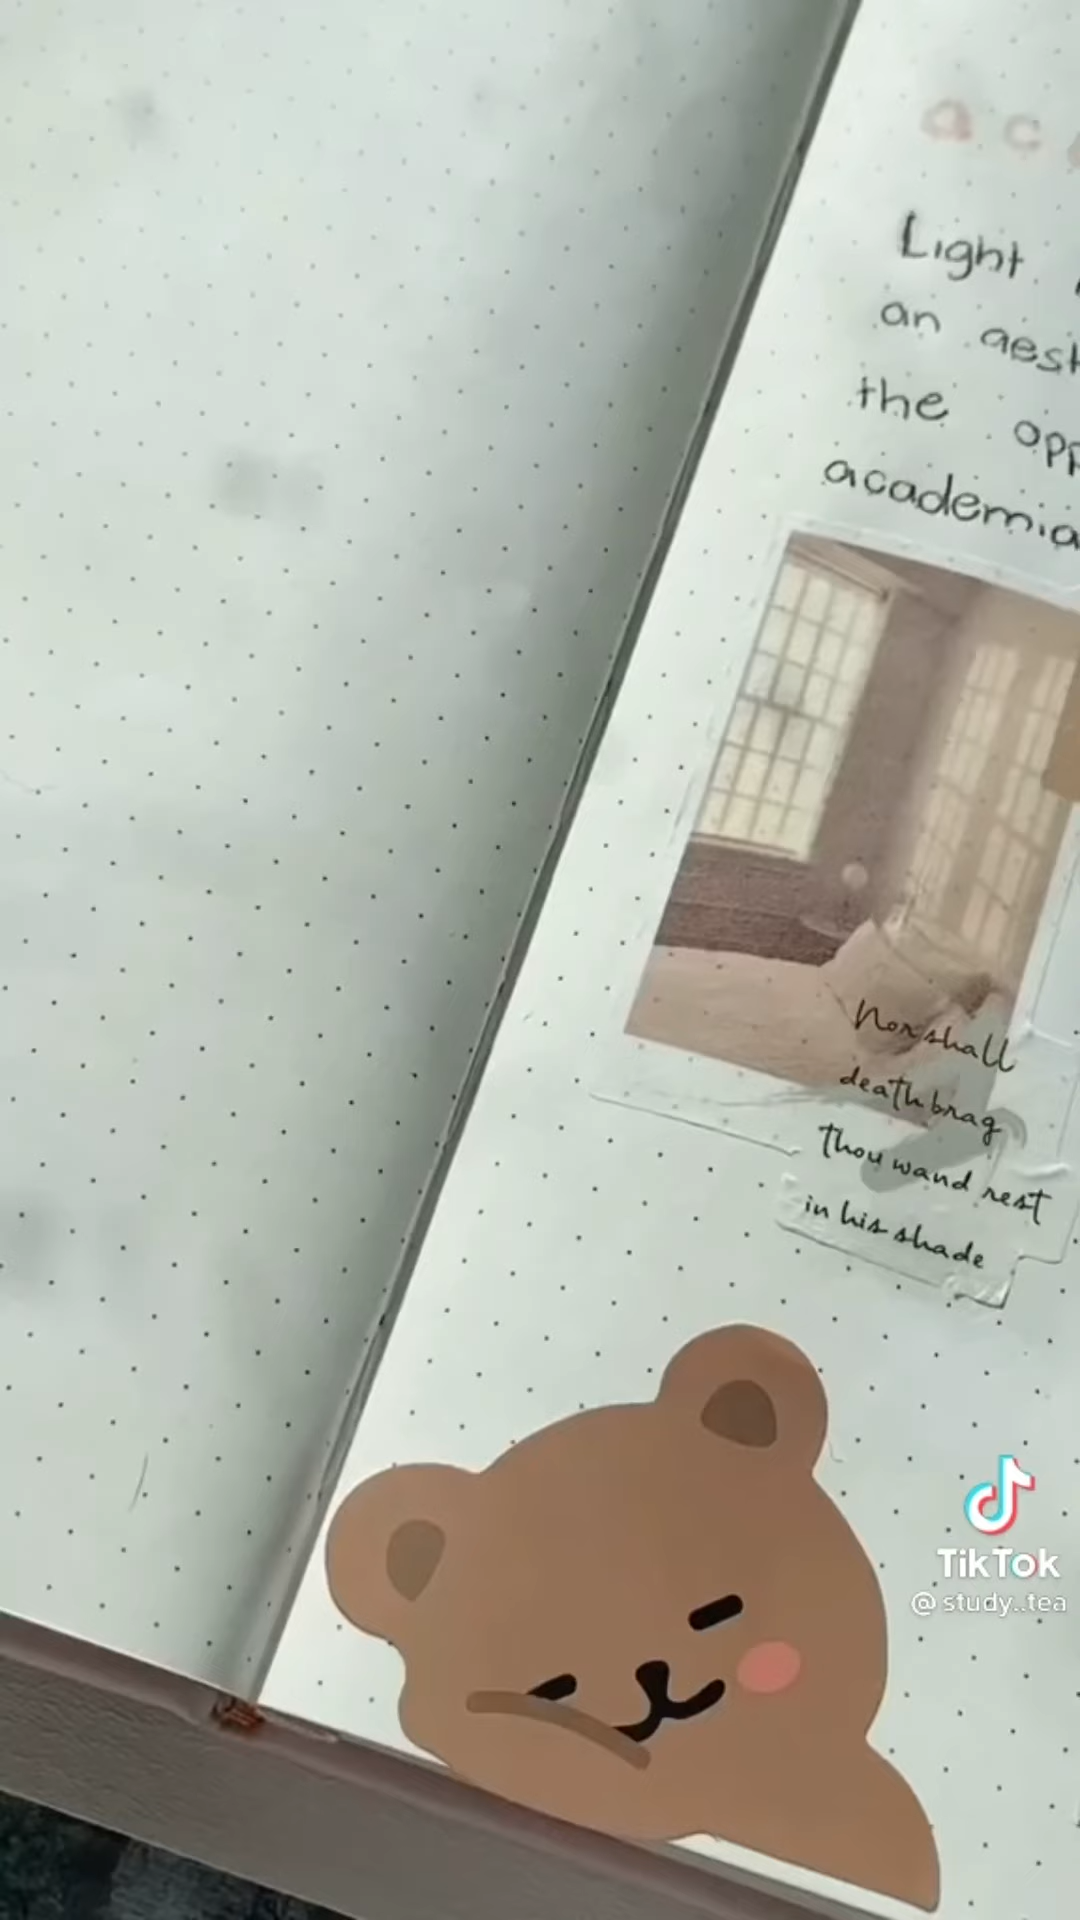 ac
Light
an aest
the opp
academia
Nor shall
death brag
thou wand rest
in his shade
TikTok
@study..tea